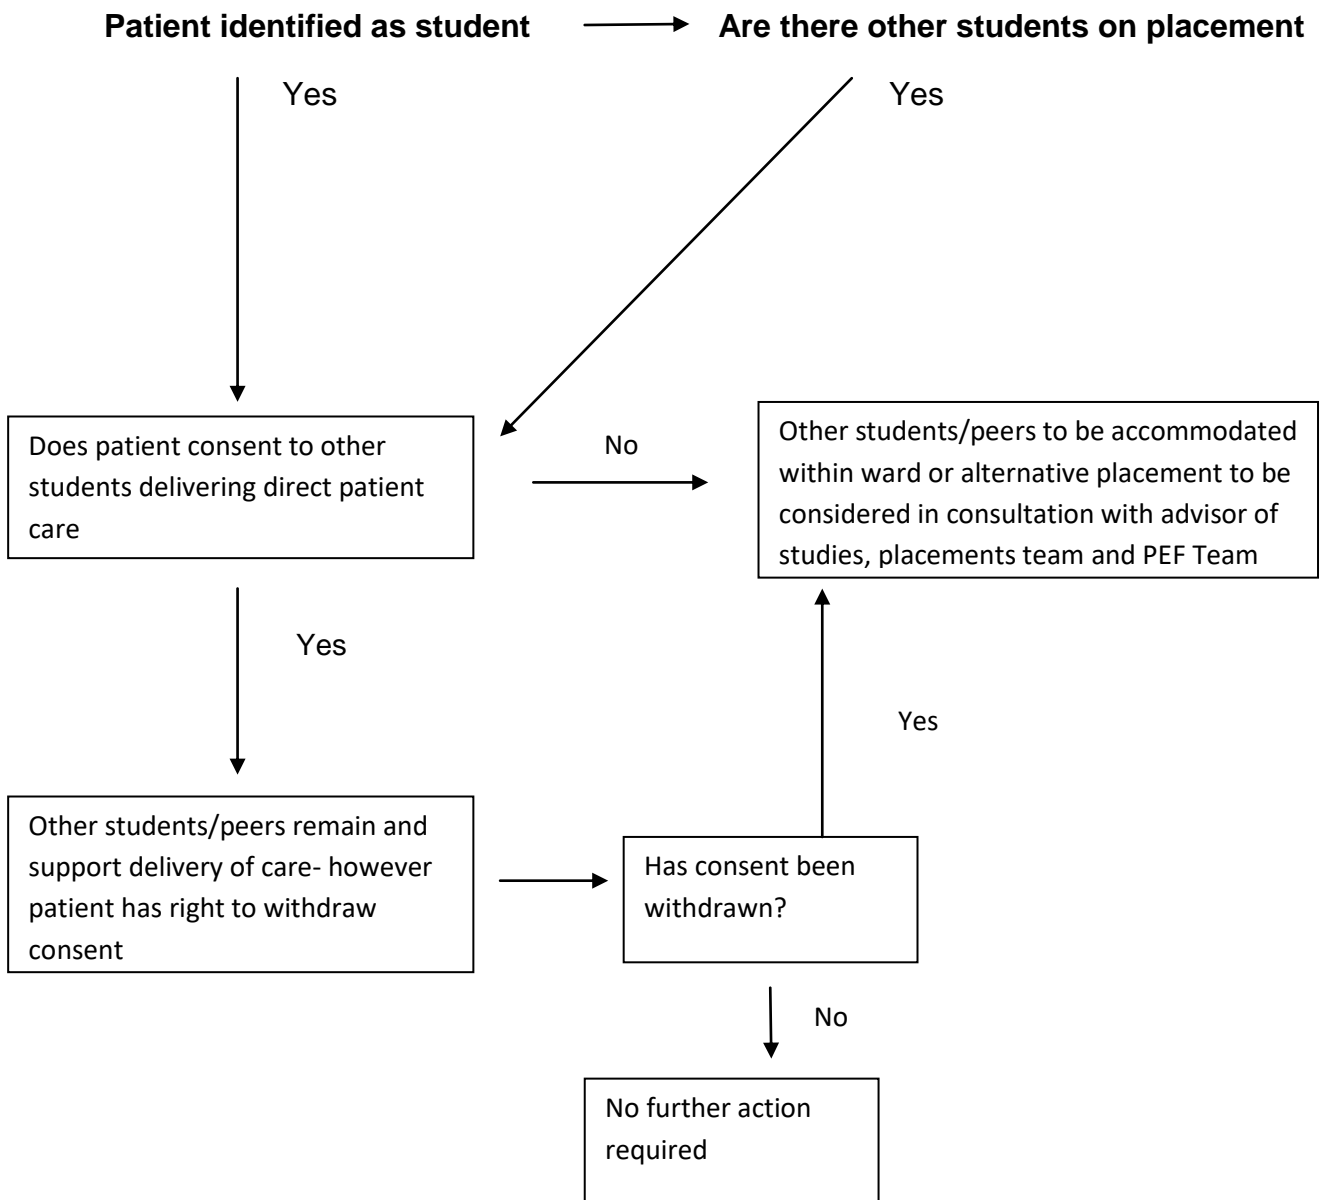 Patient identified as student
Are there other students on placement
Yes
Yes
Does patient consent to other
students delivering direct patient
care
No
Other students/peers to be accommodated
within ward or alternative placement to be
considered in consultation with advisor of
studies, placements team and PEF Team
Yes
Yes
Other students/peers remain and
support delivery of care- however
patient has right to withdraw
consent
Has consent been
withdrawn?
No
No further action
required